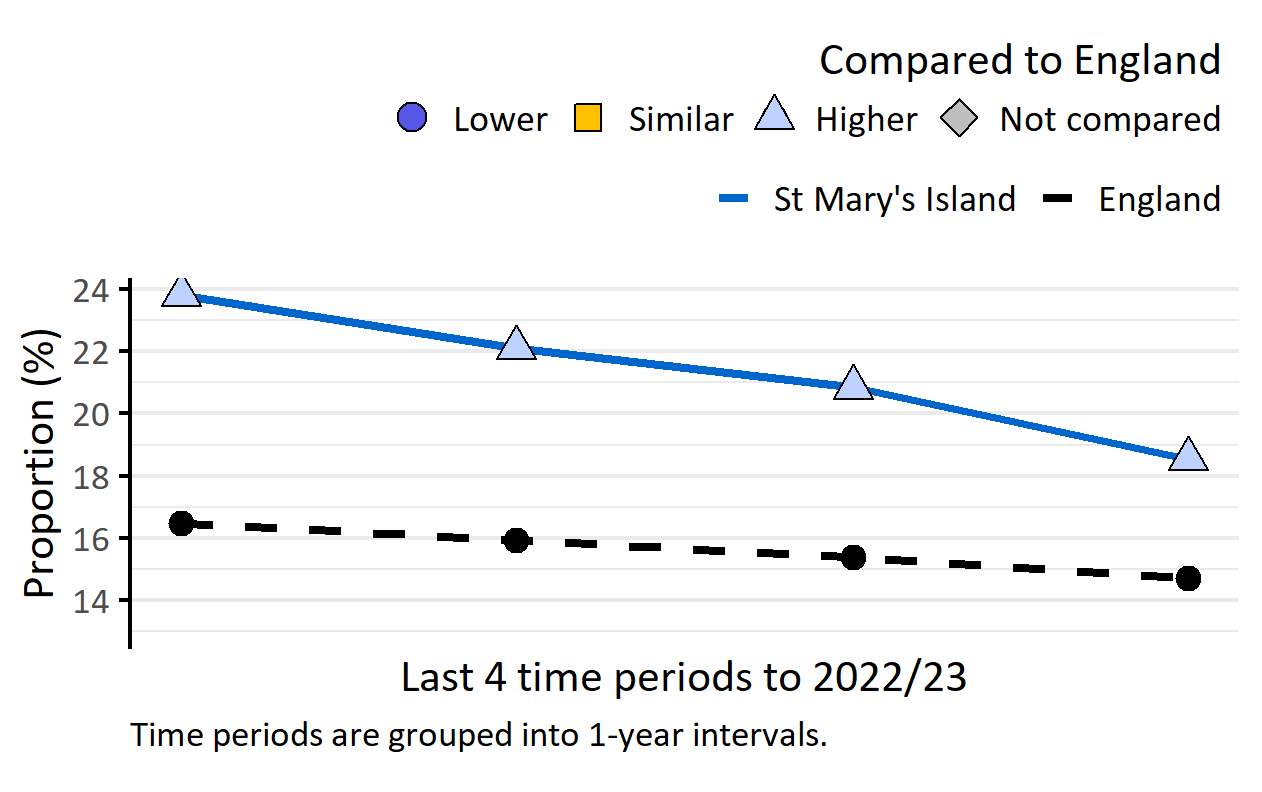 Compared to England
Lower Similar Higher Not compared
St Mary's Island England
24
22
20
18
16
14
Proportion (%)
Last 4 time periods to 2022/23
Time periods are grouped into 1-year intervals.